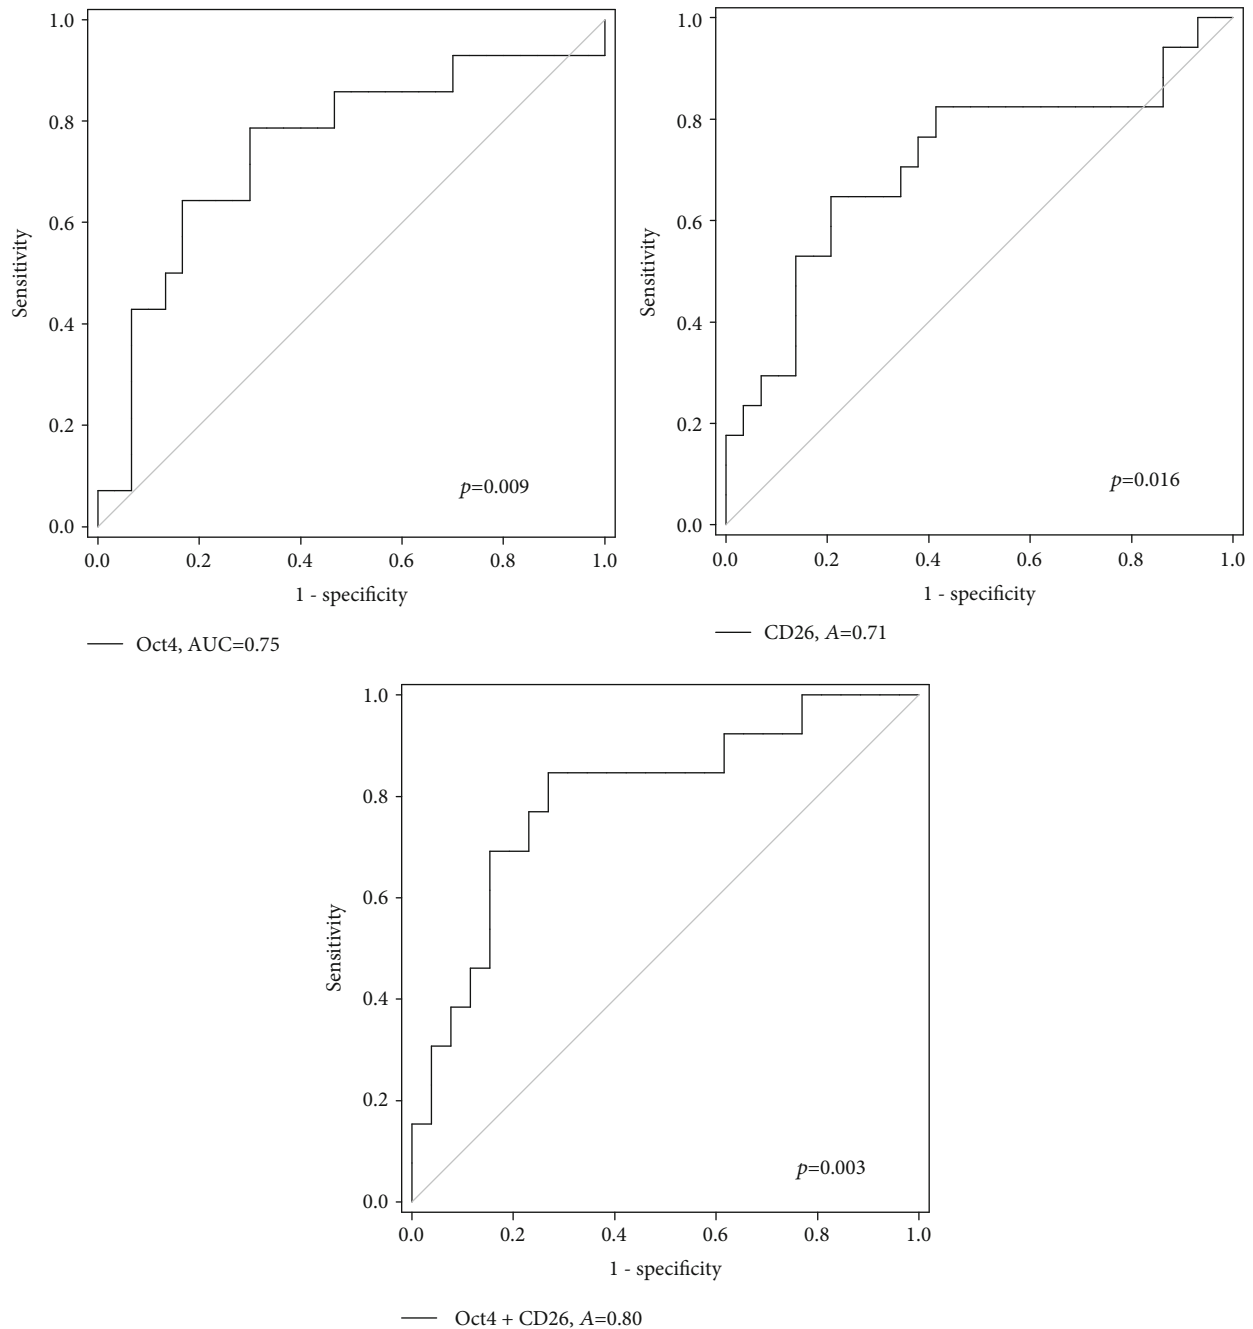 1.0
0.8
0.6
0.4
0.2
0.0
Sensitivity
p=0.009
0.0 0.2 0.4 0.6 0.8 1.0
1 - specificity
Oct4, AUC=0.75
1.0
0.8
0.6
0.4
0.2
0.0
Sensitivity
p=0.016
0.0 0.2 0.4 0.6 0.8 1.0
1 - specificity
CD26, A=0.71
1.0
0.8
0.6
0.4
0.2
0.0
Sensitivity
p=0.003
0.0 0.2 0.4 0.6 0.8 1.0
1 - specificity
Oct4 + CD26, A=0.80